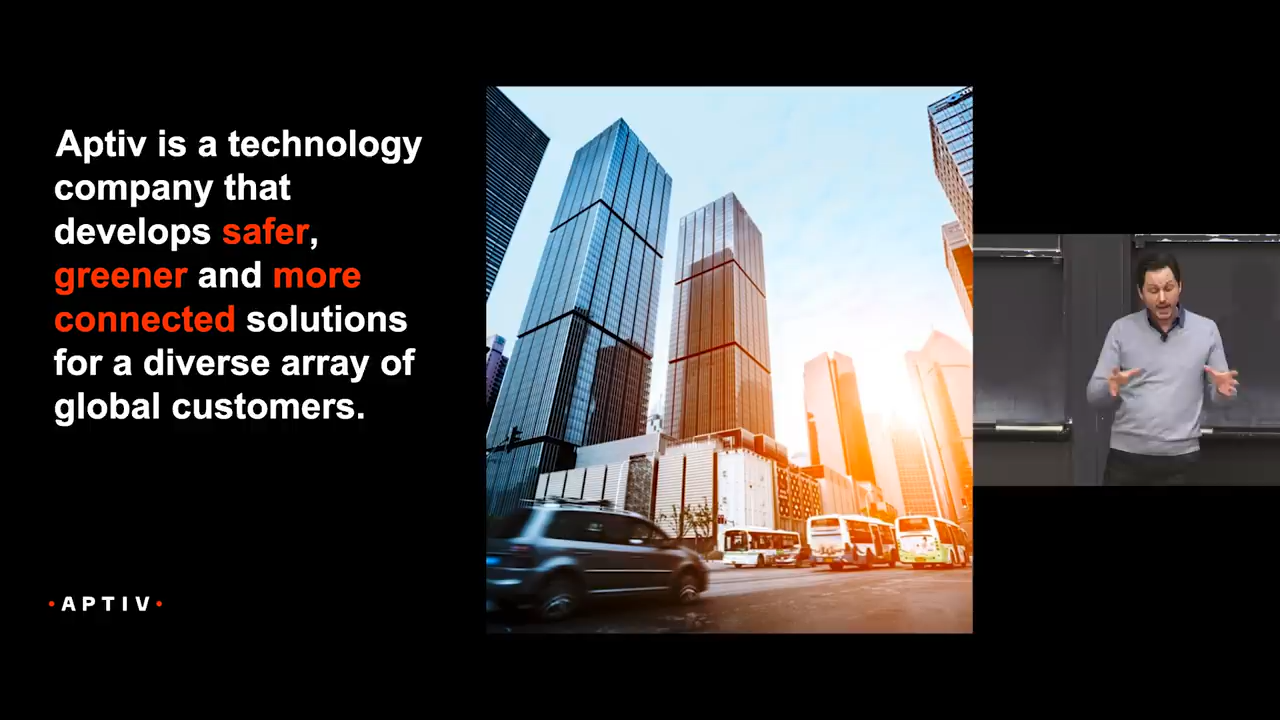 Aptiv is a technology
company that
develops safer,
greener and more
connected solutions
for a diverse array of
global customers.
• APTIV •